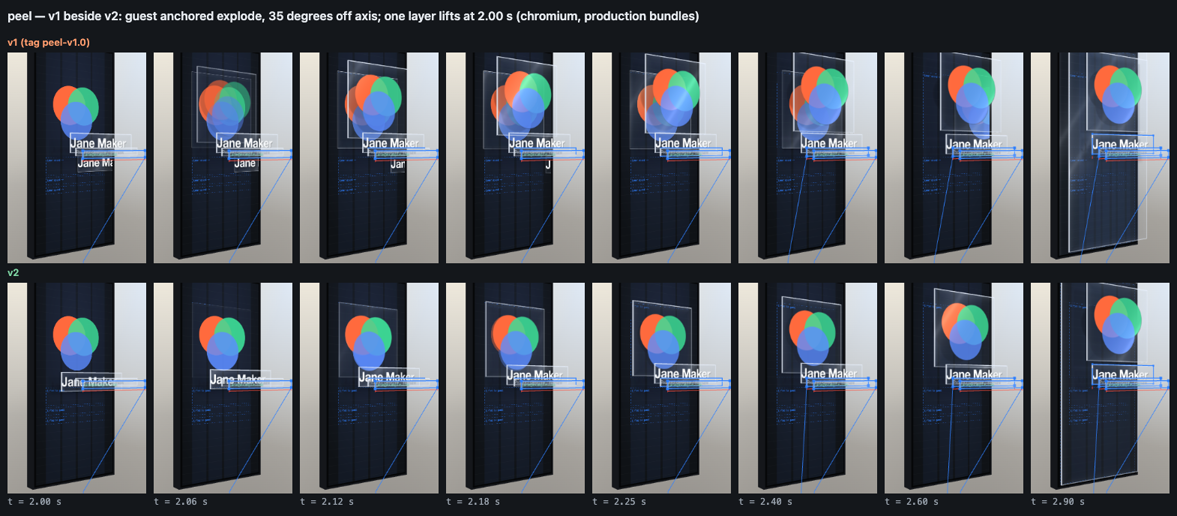 peel — v1 beside v2: guest anchored explode, 35 degrees off axis; one layer lifts at 2.00 s (chromium, production bundles)
v1 (tag peel-v1.0)
Jane Maker Jane Maker Jane Maker Jane Maker Jane Maker Jane Maker Jane Maker Jane Maker
Jane Ma Jane Jan J
v2
Jane Maker Jane Maker Jane Maker Jane Maker Jane Maker Jane Maker Jane Maker Jane Maker
t = 2.00 s t = 2.06 s t = 2.12 s t = 2.18 s t = 2.25 s t = 2.40 s t = 2.60 s t = 2.90 s